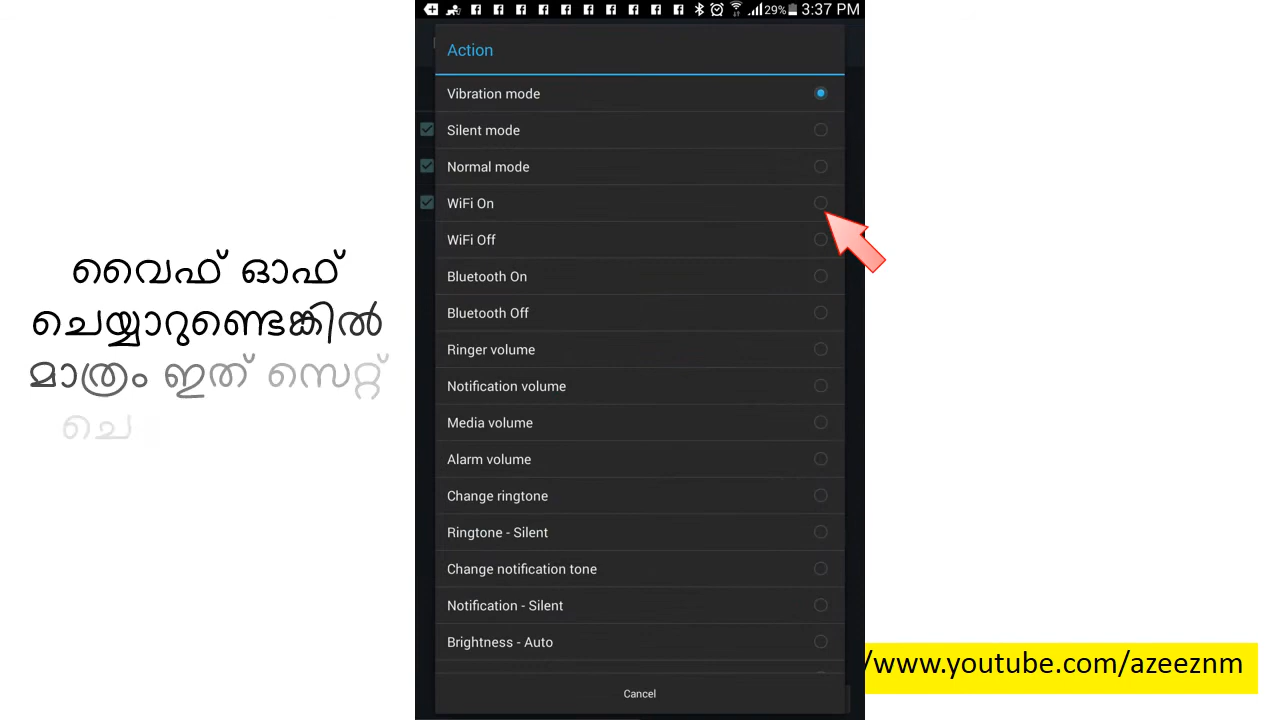 29% 3:37 PM
Action
Vibration mode
Silent mode
Normal mode
WiFi On
WiFi Off
Bluetooth On
Bluetooth Off
Ringer volume
Notification volume
Media volume
Alarm volume
Change ringtone
Ringtone - Silent
Change notification tone
Notification - Silent
Brightness - Auto
Cancel
വൈഫ് ഓഫ്
ചെയ്യാറുണ്ടെങ്കിൽ
മാത്രം ഇത് സെറ്റ്
ചെ
/www.youtube.com/azeeznm